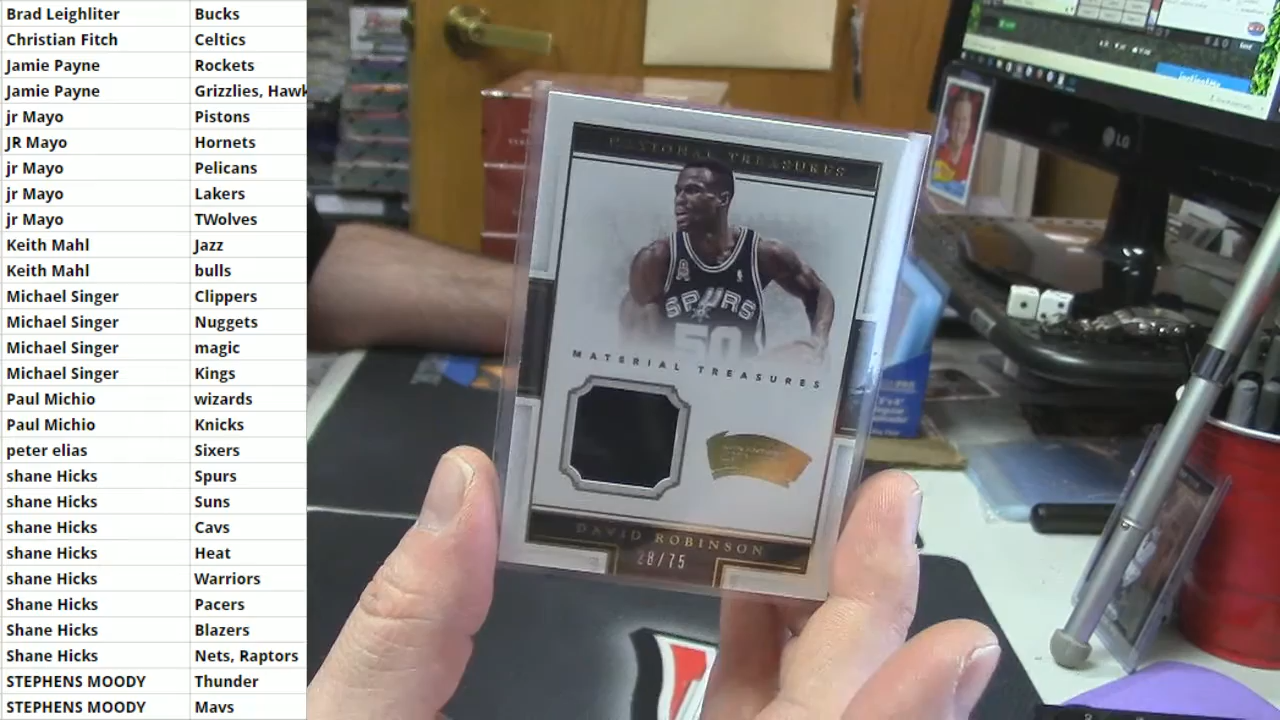 Brad Leighliter Bucks
Christian Fitch Celtics
Jamie Payne Rockets
Jamie Payne Grizzlies, Hawk
jr Mayo Pistons
JR Mayo Hornets
jr Mayo Pelicans
jr Mayo Lakers
jr Mayo TWolves
Keith Mahl Jazz
Keith Mahl bulls
Michael Singer Clippers
Michael Singer Nuggets
Michael Singer magic
Michael Singer Kings
Paul Michio wizards
Paul Michio Knicks
peter elias Sixers
shane Hicks Spurs
shane Hicks Suns
shane Hicks Cavs
shane Hicks Heat
shane Hicks Warriors
Shane Hicks Pacers
Shane Hicks Blazers
Shane Hicks Nets, Raptors
STEPHENS MOODY Thunder
STEPHENS MOODY Mavs
NATIONAL TREASURES
SPURS
50
MATERIAL TREASURES
DAVID ROBINSON
28/75
LG